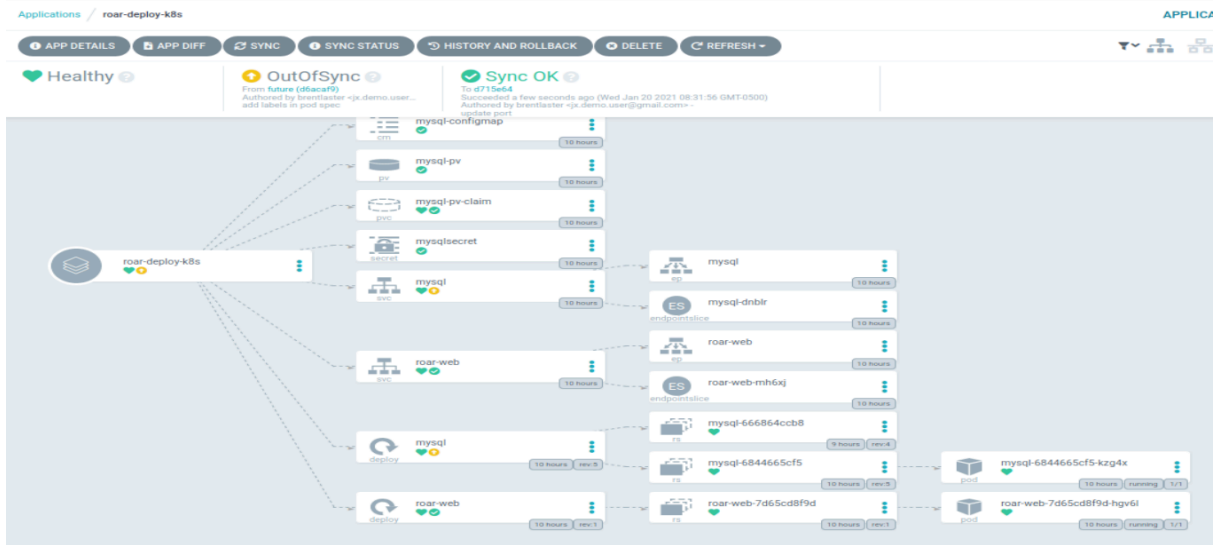 Applications / roar-deploy-k8s
APPLICA
APP DETAILS APP DIFF SYNC SYNC STATUS HISTORY AND ROLLBACK DELETE REFRESH
Healthy
OutOfSync
From future (d6acaf9)
Authored by brentlaster <jx.demo.user...
add labels in pod spec
Sync OK
To d715e64
Succeeded a few seconds ago (Wed Jan 20 2021 08:31:56 GMT-0500)
Authored by brentlaster <jx.demo.user@gmail.com> -
update port
roar-deploy-k8s
mysql-configmap
cm
10 hours
mysql-pv
pv
10 hours
mysql-pv-claim
pvc
10 hours
mysqlsecret
secret
10 hours
mysql
svc
10 hours
mysql
ep
10 hours
ES
mysql-dnblr
endpointslice
10 hours
roar-web
svc
10 hours
roar-web
ep
10 hours
ES
roar-web-mh6xj
endpointslice
10 hours
mysql
deploy
10 hours rev:5
mysql-666864ccb8
rs
9 hours rev:4
mysql-6844665cf5
rs
10 hours rev:5
mysql-6844665cf5-kzg4x
pod
10 hours running 1/1
roar-web
deploy
10 hours rev:1
roar-web-7d65cd8f9d
rs
10 hours rev:1
roar-web-7d65cd8f9d-hgv6l
pod
10 hours running 1/1